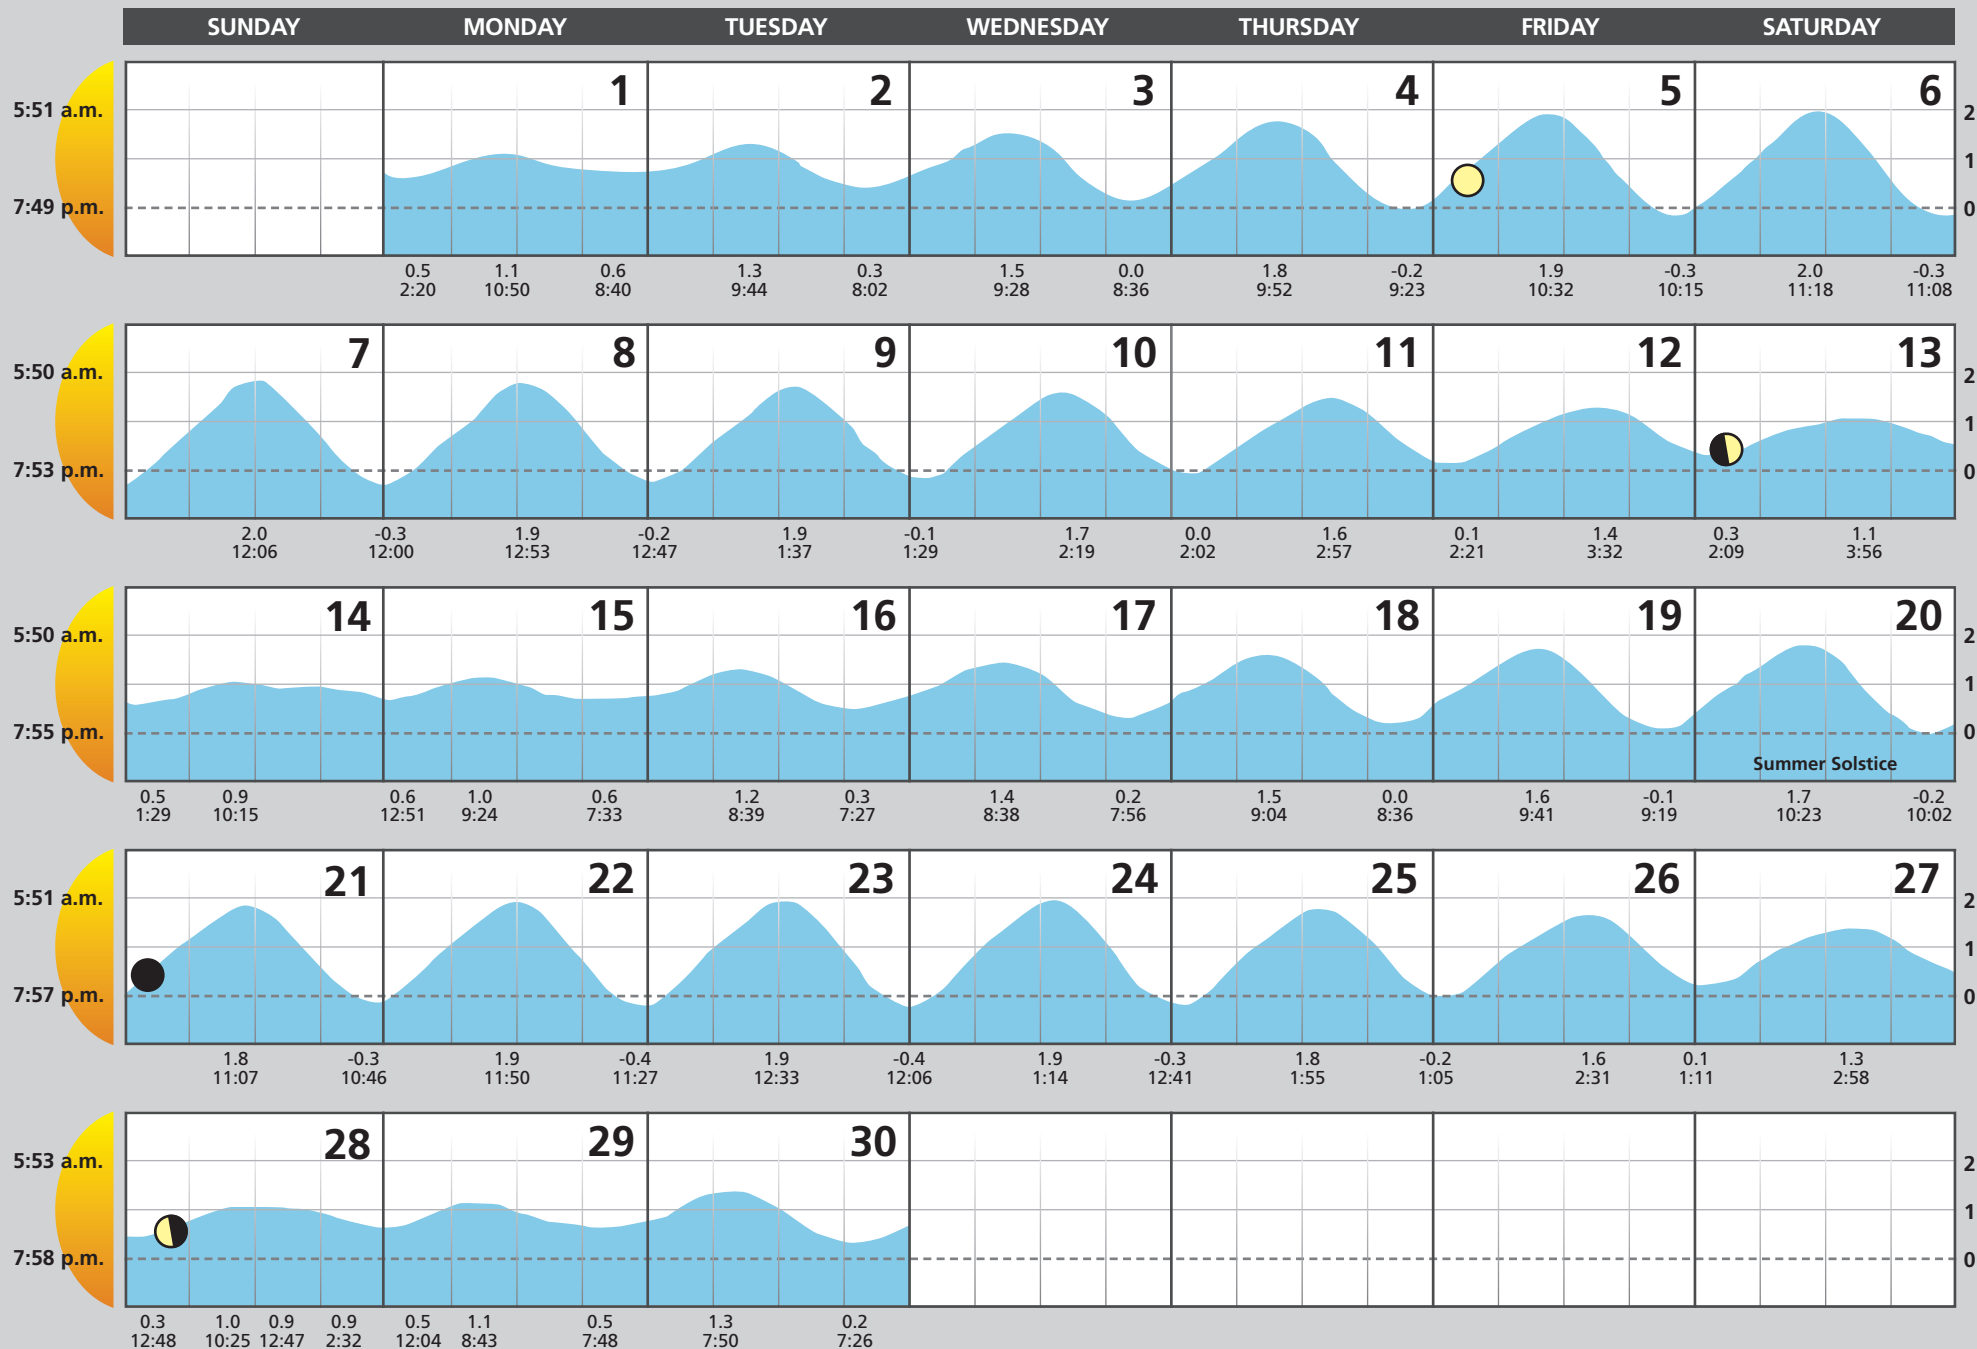 SUNDAY MONDAY TUESDAY WEDNESDAY THURSDAY FRIDAY SATURDAY
1 2 3 4 5 6
5:51 a.m. 2
1
7:49 p.m. 0
0.5 1.1 0.6 1.3 0.3 1.5 0.0 1.8 -0.2 1.9 -0.3 2.0 -0.3
2:20 10:50 8:40 9:44 8:02 9:28 8:36 9:52 9:23 10:32 10:15 11:18 11:08
7 8 9 10 11 12 13
5:50 a.m. 2
1
7:53 p.m. 0
2.0 -0.3 1.9 -0.2 1.9 -0.1 1.7 0.0 1.6 0.1 1.4 0.3 1.1
12:06 12:00 12:53 12:47 1:37 1:29 2:19 2:02 2:57 2:21 3:32 2:09 3:56
14 15 16 17 18 19 20
5:50 a.m. 2
1
7:55 p.m. 0
Summer Solstice
0.5 0.9 0.6 1.0 0.6 1.2 0.3 1.4 0.2 1.5 0.0 1.6 -0.1 1.7 -0.2
1:29 10:15 12:51 9:24 7:33 8:39 7:27 8:38 7:56 9:04 8:36 9:41 9:19 10:23 10:02
21 22 23 24 25 26 27
5:51 a.m. 2
1
7:57 p.m. 0
1.8 -0.3 1.9 -0.4 1.9 -0.4 1.9 -0.3 1.8 -0.2 1.6 0.1 1.3
11:07 10:46 11:50 11:27 12:33 12:06 1:14 12:41 1:55 1:05 2:31 1:11 2:58
28 29 30
5:53 a.m. 2
1
7:58 p.m. 0
0.3 1.0 0.9 0.9 0.5 1.1 0.5 1.3 0.2
12:48 10:25 12:47 2:32 12:04 8:43 7:48 7:50 7:26